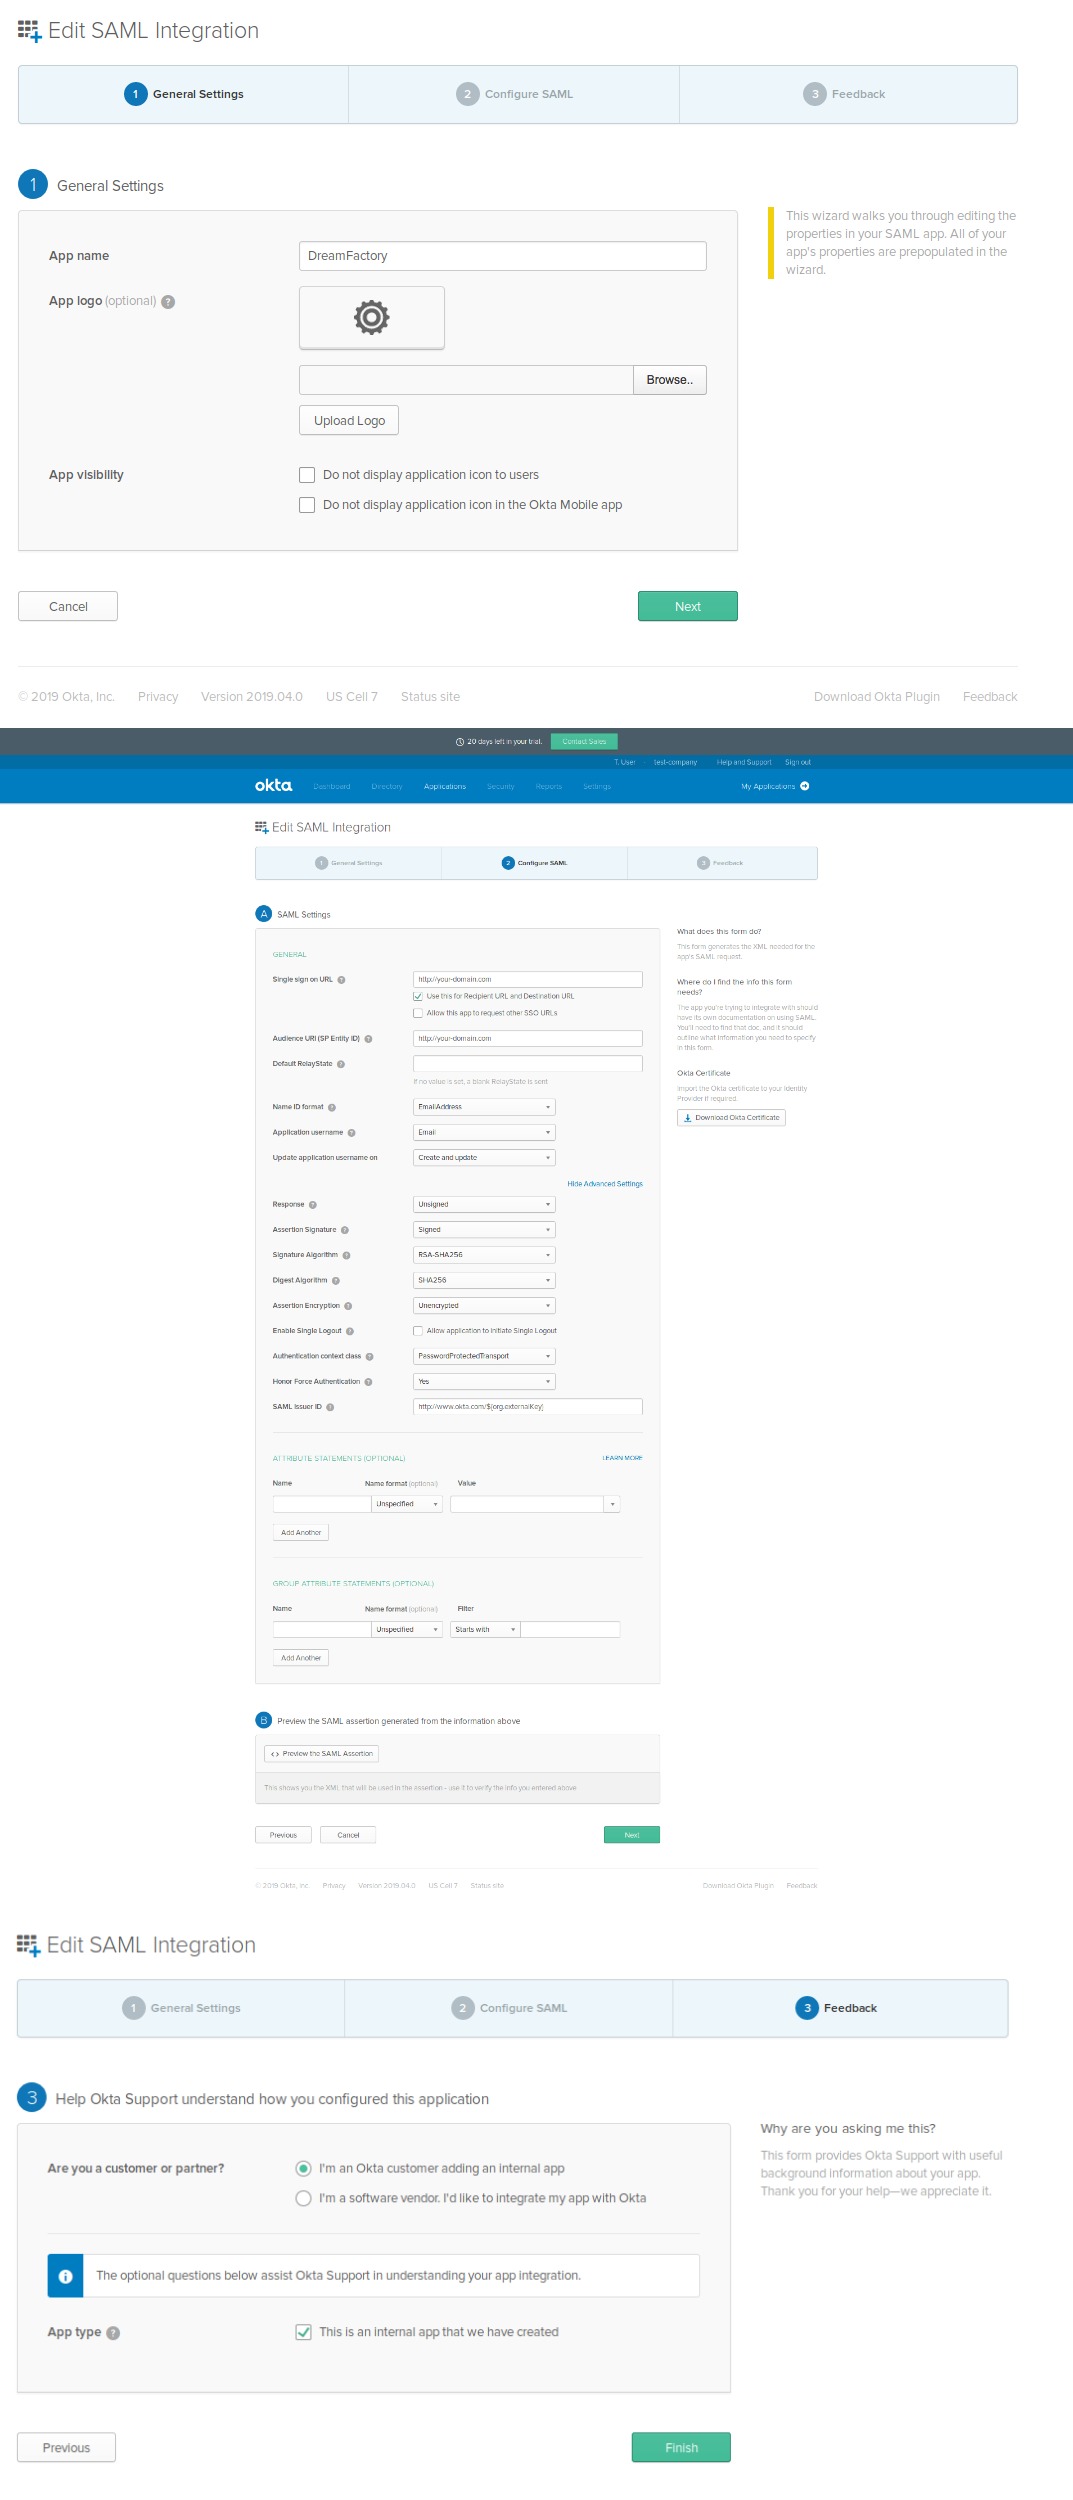 Edit SAML Integration
1 General Settings
2 Configure SAML
3 Feedback
1 General Settings
App name
DreamFactory
App logo (optional) ?
Browse..
Upload Logo
App visibility
Do not display application icon to users
Do not display application icon in the Okta Mobile app
This wizard walks you through editing the
properties in your SAML app. All of your
app's properties are prepopulated in the
wizard.
Cancel
Next
© 2019 Okta, Inc. Privacy Version 2019.04.0 US Cell 7 Status site Download Okta Plugin Feedback
20 days left in your trial. Contact Sales
T. User test-company Help and Support Sign out
okta Dashboard Directory Applications Security Reports Settings My Applications
Edit SAML Integration
1 General Settings
2 Configure SAML
3 Feedback
A SAML Settings
GENERAL
Single sign on URL ?
http://your-domain.com
Use this for Recipient URL and Destination URL
Allow this app to request other SSO URLs
Audience URI (SP Entity ID) ?
http://your-domain.com
Default RelayState ?
If no value is set, a blank RelayState is sent
Name ID format ?
EmailAddress
Application username ?
Email
Update application username on
Create and update
Hide Advanced Settings
Response ?
Unsigned
Assertion Signature ?
Signed
Signature Algorithm ?
RSA-SHA256
Digest Algorithm ?
SHA256
Assertion Encryption ?
Unencrypted
Enable Single Logout ?
Allow application to initiate Single Logout
Authentication context class ?
PasswordProtectedTransport
Honor Force Authentication ?
Yes
SAML Issuer ID ?
http://www.okta.com/${org.externalKey}
ATTRIBUTE STATEMENTS (OPTIONAL)
LEARN MORE
Name
Name format (optional)
Value
Unspecified
Add Another
GROUP ATTRIBUTE STATEMENTS (OPTIONAL)
Name
Name format (optional)
Filter
Unspecified
Starts with
Add Another
What does this form do?
This form generates the XML needed for the
app's SAML request.
Where do I find the info this form
needs?
The app you're trying to integrate with should
have its own documentation on using SAML.
You'll need to find that doc, and it should
outline what information you need to specify
in this form.
Okta Certificate
Import the Okta certificate to your Identity
Provider if required.
Download Okta Certificate
B Preview the SAML assertion generated from the information above
<> Preview the SAML Assertion
This shows you the XML that will be used in the assertion - use it to verify the info you entered above
Previous
Cancel
Next
© 2019 Okta, Inc. Privacy Version 2019.04.0 US Cell 7 Status site Download Okta Plugin Feedback
Edit SAML Integration
1 General Settings
2 Configure SAML
3 Feedback
3 Help Okta Support understand how you configured this application
Are you a customer or partner?
I'm an Okta customer adding an internal app
I'm a software vendor. I'd like to integrate my app with Okta
The optional questions below assist Okta Support in understanding your app integration.
App type ?
This is an internal app that we have created
Why are you asking me this?
This form provides Okta Support with useful
background information about your app.
Thank you for your help—we appreciate it.
Previous
Finish